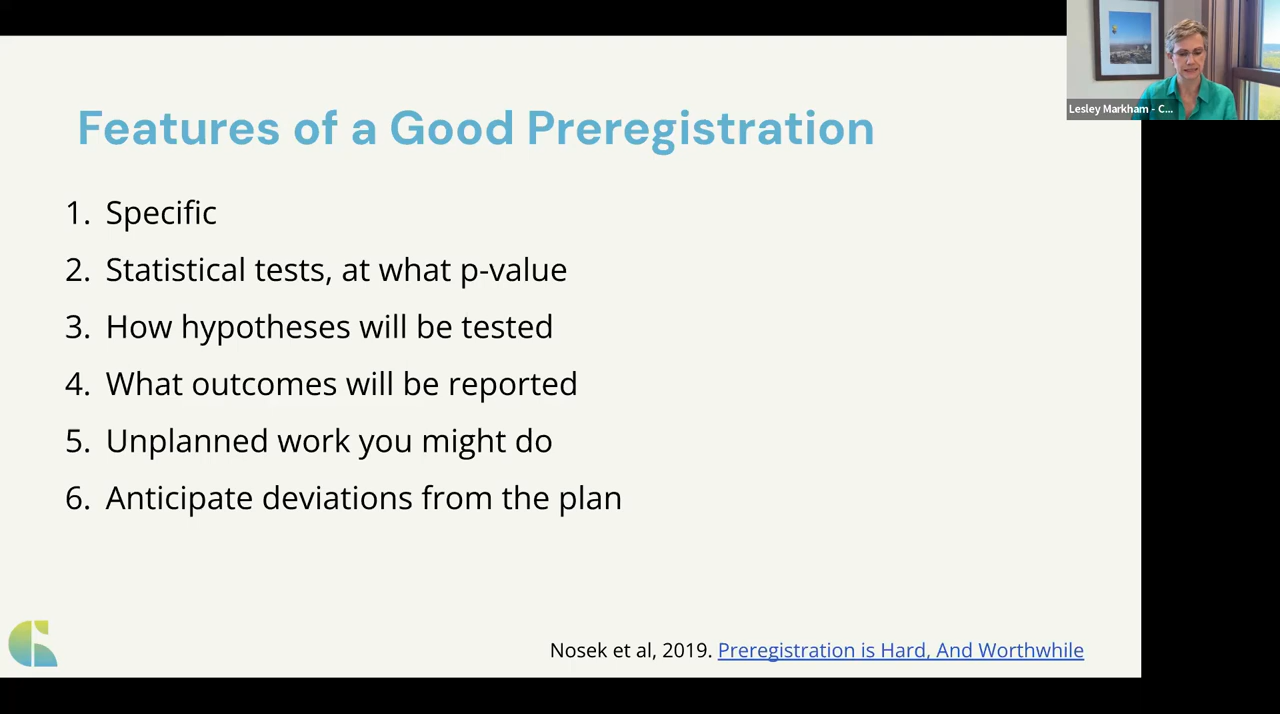 Features of a Good Preregistration
Lesley Markham - C...
1. Specific
2. Statistical tests, at what p-value
3. How hypotheses will be tested
4. What outcomes will be reported
5. Unplanned work you might do
6. Anticipate deviations from the plan
Nosek et al, 2019. Preregistration is Hard, And Worthwhile